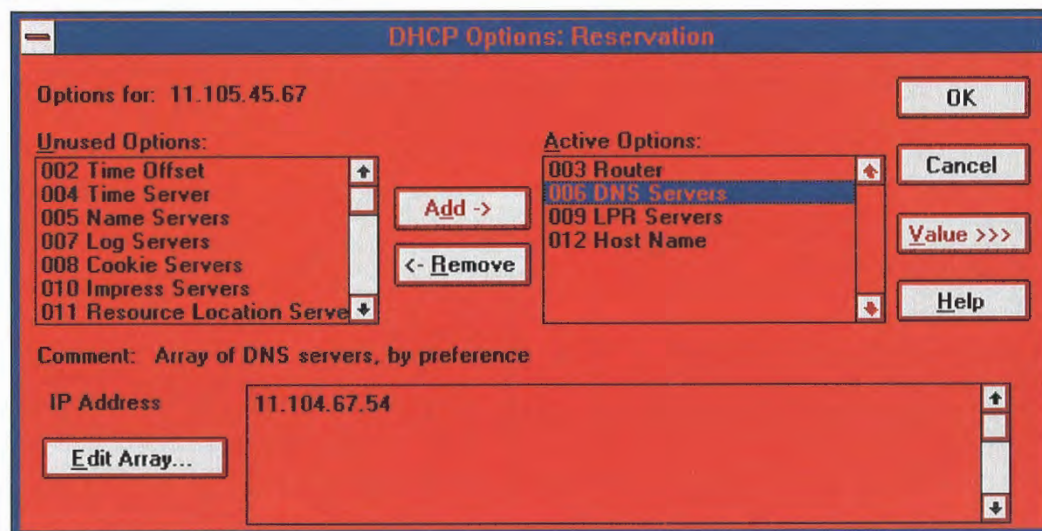 DHCP Options: Reservation
Options for: 11.105.45.67
OK
Unused Options:
002 Time Offset
004 Time Server
005 Name Servers
007 Log Servers
008 Cookie Servers
010 Impress Servers
011 Resource Location Serve
Add ->
<- Remove
Active Options:
003 Router
006 DNS Servers
009 LPR Servers
012 Host Name
Cancel
Value >>>
Help
Comment: Array of DNS servers, by preference
IP Address
11.104.67.54
Edit Array...